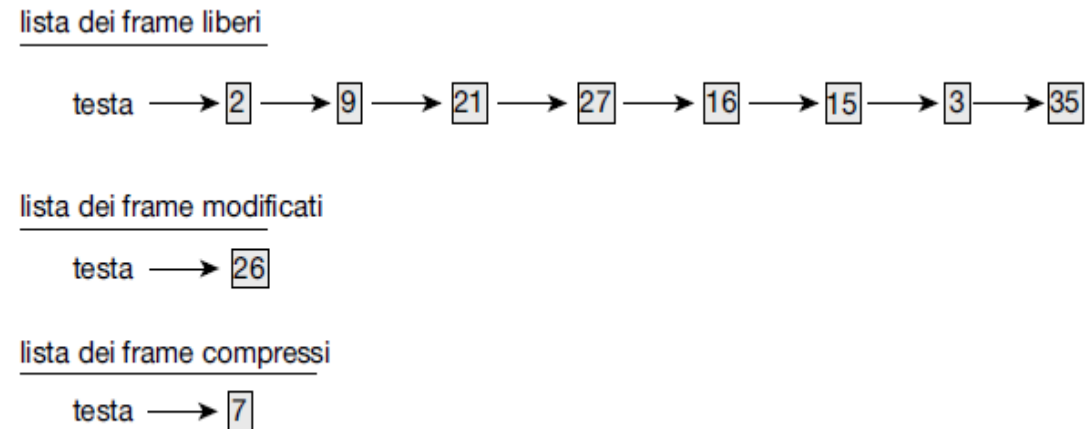 lista dei frame liberi
testa 2 9 21 27 16 15 3 35
lista dei frame modificati
testa 26
lista dei frame compressi
testa 7